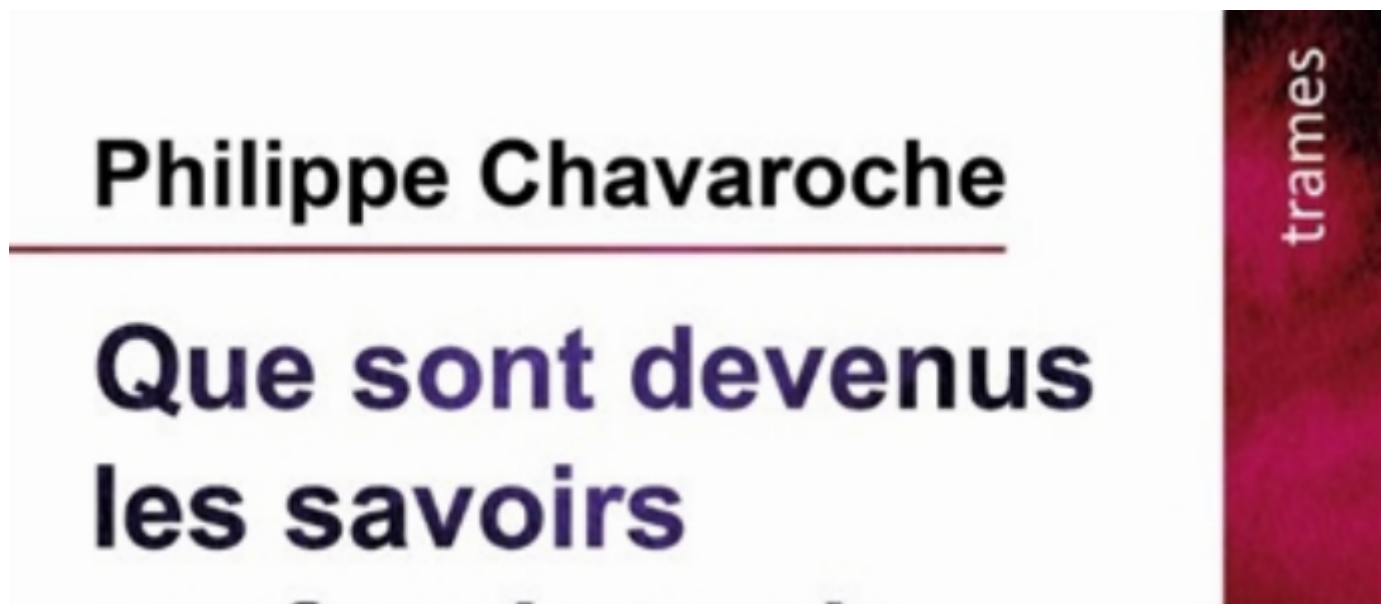 Philippe Chavaroche
Que sont devenus
les savoirs
trames